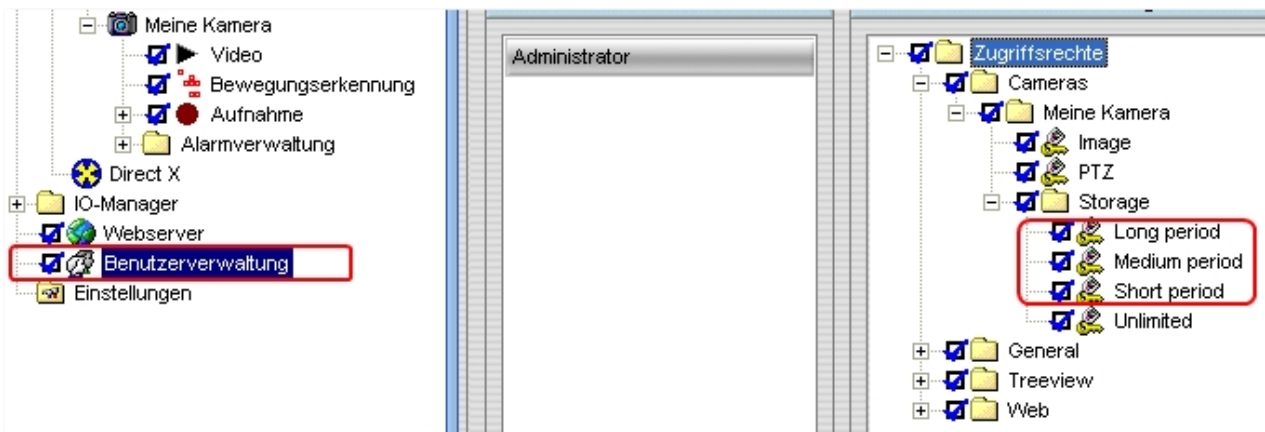 Meine Kamera
Video
Bewegungserkennung
Aufnahme
Alarmverwaltung
Direct X
IO-Manager
Webserver
Benutzerverwaltung
Einstellungen
Administrator
Zugriffsrechte
Cameras
Meine Kamera
Image
PTZ
Storage
Long period
Medium period
Short period
Unlimited
General
Treeview
Web